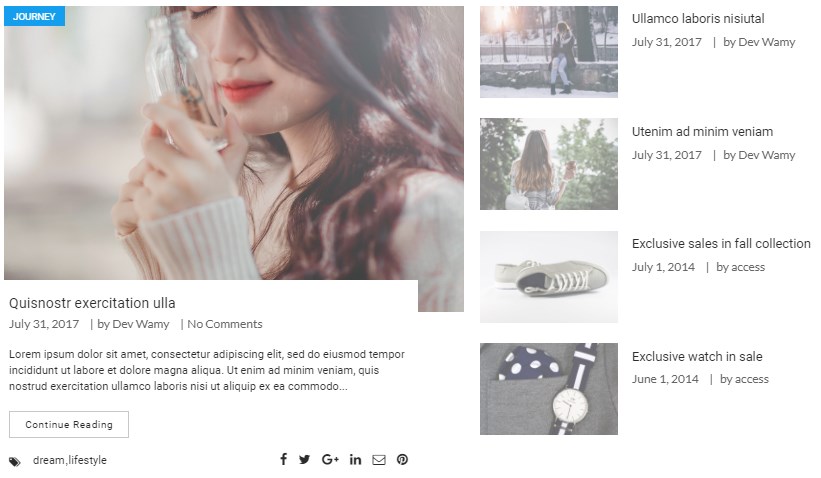 JOURNEY
Quisnostr exercitation ulla
July 31, 2017 | by Dev Wamy | No Comments
Lorem ipsum dolor sit amet, consectetur adipiscing elit, sed do eiusmod tempor
incididunt ut labore et dolore magna aliqua. Ut enim ad minim veniam, quis
nostrud exercitation ullamco laboris nisi ut aliquip ex ea commodo...
Continue Reading
dream,lifestyle
Ullamco laboris nisiutal
July 31, 2017 | by Dev Wamy
Utenim ad minim veniam
July 31, 2017 | by Dev Wamy
Exclusive sales in fall collection
July 1, 2014 | by access
Exclusive watch in sale
June 1, 2014 | by access